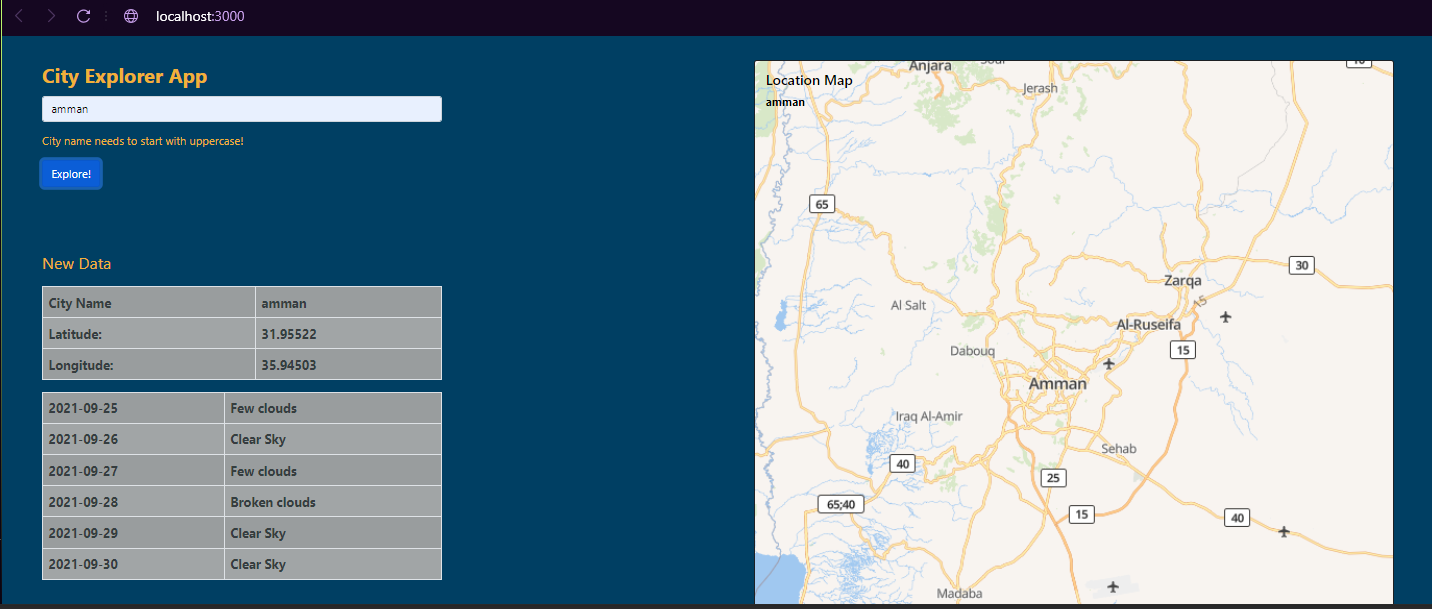 localhost:3000
City Explorer App
amman
City name needs to start with uppercase!
Explore!
New Data
City Name amman
Latitude: 31.95522
Longitude: 35.94503
2021-09-25 Few clouds
2021-09-26 Clear Sky
2021-09-27 Few clouds
2021-09-28 Broken clouds
2021-09-29 Clear Sky
2021-09-30 Clear Sky
Location Map
amman
Anjara
Jerash
65
30
Zarqa
15
Al Salt
Al-Ruseifa
Dabouq
15
Amman
Iraq Al-Amir
Sehab
40
25
65;40
15
40
Madaba